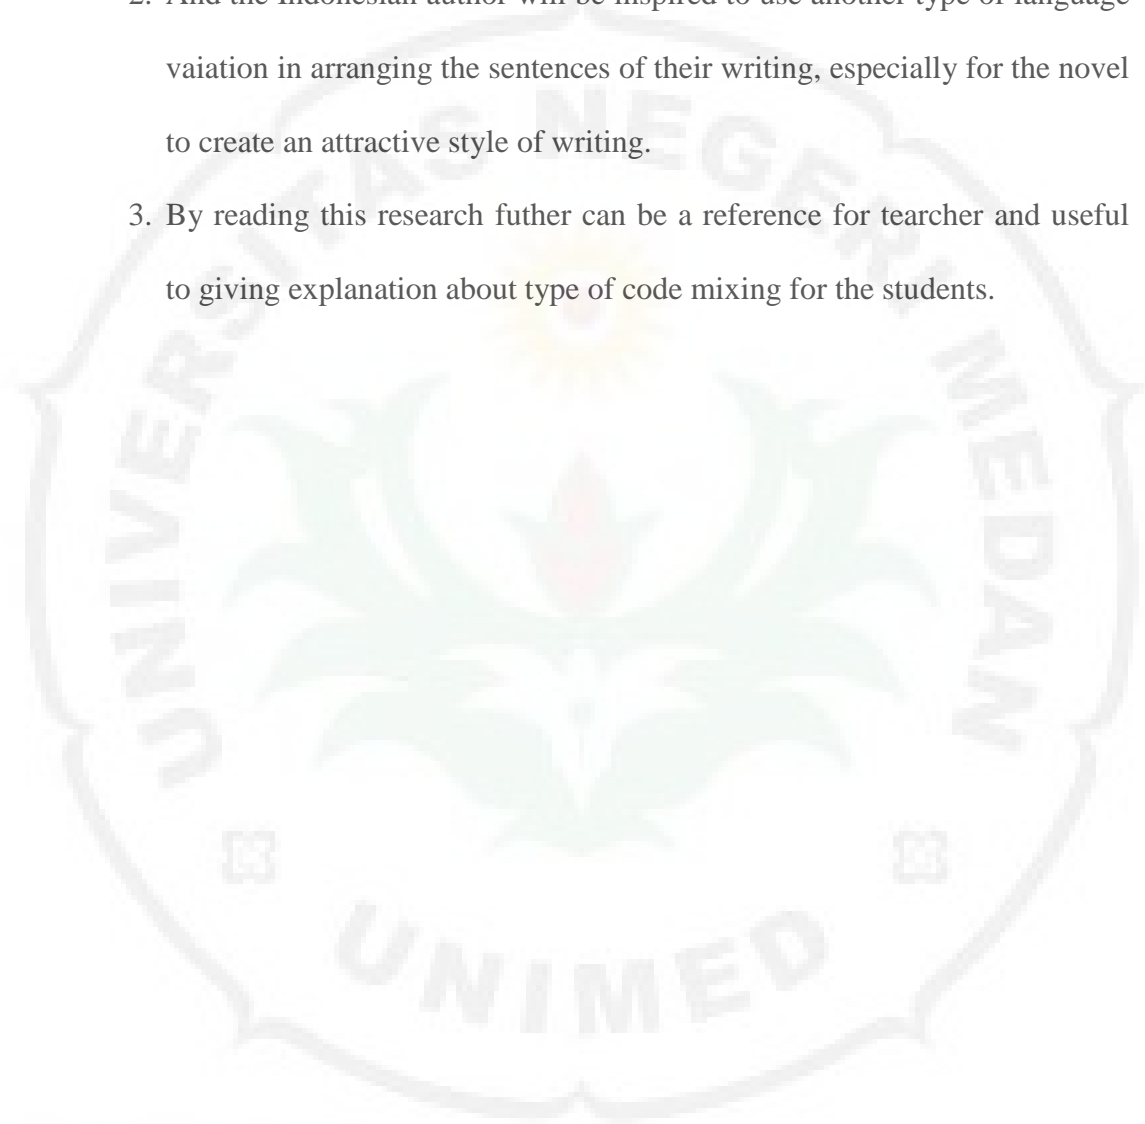 2. And the Indonesian author will be inspired to use another type of language
vaiation in arranging the sentences of their writing, especially for the novel
to create an attractive style of writing.
3. By reading this research futher can be a reference for tearcher and useful
to giving explanation about type of code mixing for the students.
UNIVERSITAS NEGERI MEDAN
UNIMED